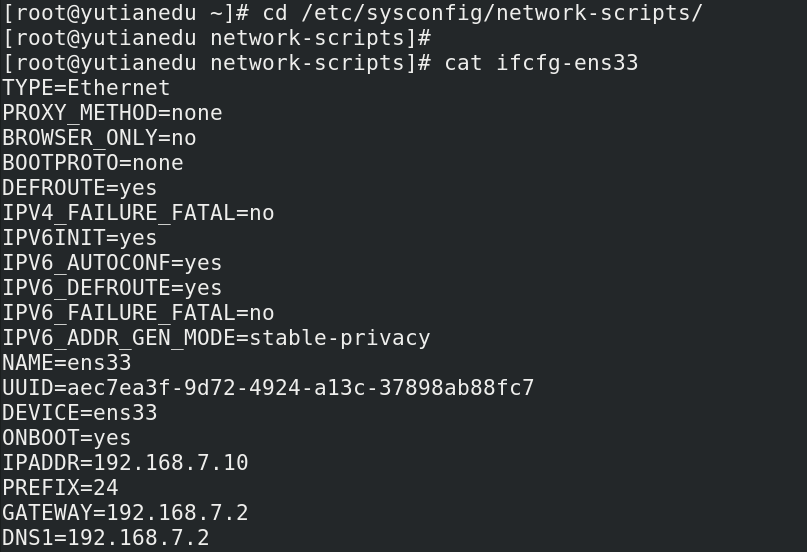 [root@yutianedu ~]# cd /etc/sysconfig/network-scripts/
[root@yutianedu network-scripts]#
[root@yutianedu network-scripts]# cat ifcfg-ens33
TYPE=Ethernet
PROXY_METHOD=none
BROWSER_ONLY=no
BOOTPROTO=none
DEFROUTE=yes
IPV4_FAILURE_FATAL=no
IPV6INIT=yes
IPV6_AUTOCONF=yes
IPV6_DEFROUTE=yes
IPV6_FAILURE_FATAL=no
IPV6_ADDR_GEN_MODE=stable-privacy
NAME=ens33
UUID=aec7ea3f-9d72-4924-a13c-37898ab88fc7
DEVICE=ens33
ONBOOT=yes
IPADDR=192.168.7.10
PREFIX=24
GATEWAY=192.168.7.2
DNS1=192.168.7.2